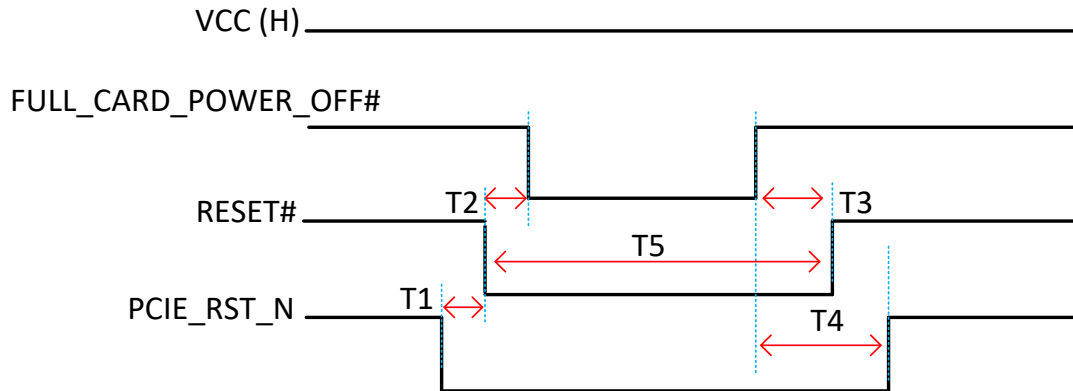 VCC (H)
FULL_CARD_POWER_OFF#
T2
T3
RESET#
T5
T1
PCIE_RST_N
T4